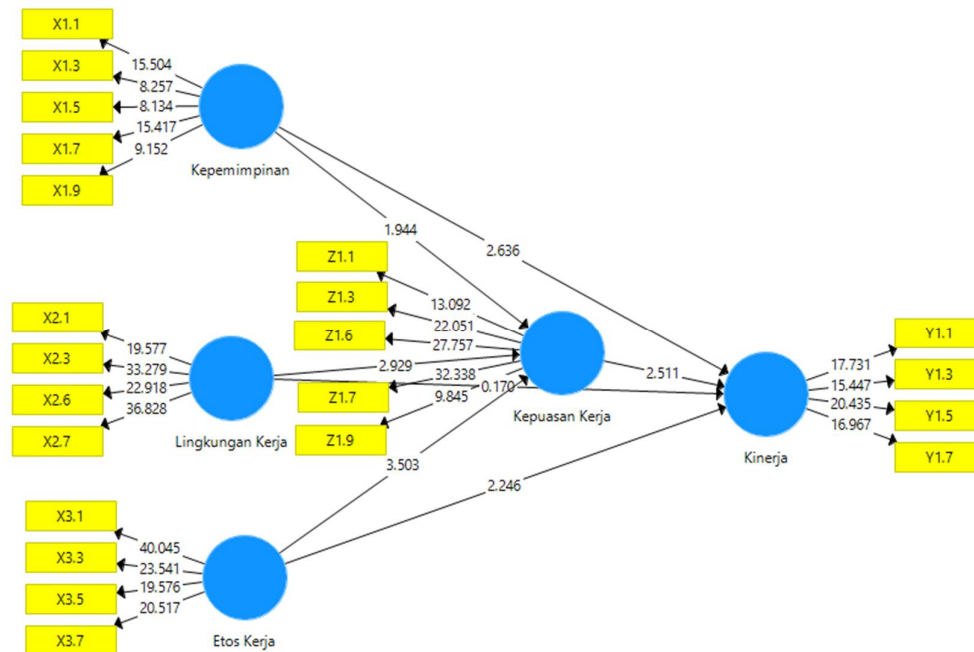 X1.1
X1.3
X1.5
X1.7
X1.9
15.504
8.257
8.134
15.417
9.152
Kepemimpinan
1.944
2.636
X2.1
X2.3
X2.6
X2.7
19.577
33.279
22.918
36.828
Lingkungan Kerja
2.929
0.170
Z1.1
Z1.3
Z1.6
Z1.7
Z1.9
13.092
22.051
27.757
32.338
9.845
Kepuasan Kerja
2.511
X3.1
X3.3
X3.5
X3.7
40.045
23.541
19.576
20.517
Etos Kerja
3.503
2.246
Kinerja
17.731
15.447
20.435
16.967
Y1.1
Y1.3
Y1.5
Y1.7